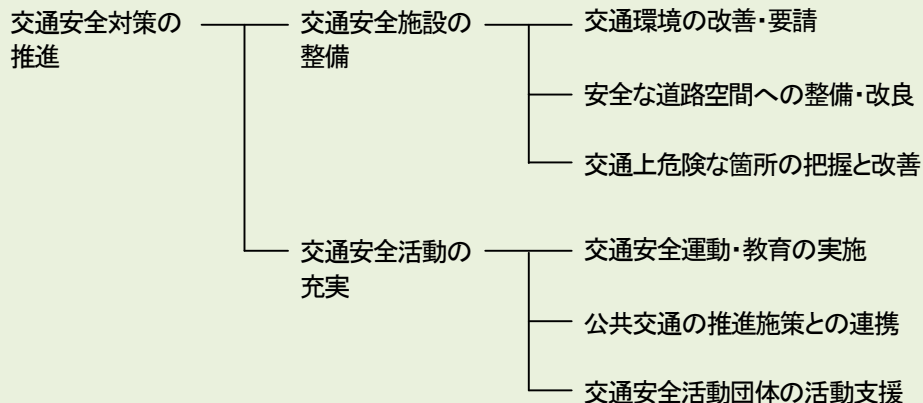 交通安全対策の
推進
交通安全施設の
整備
交通環境の改善・要請
安全な道路空間への整備・改良
交通上危険な箇所の把握と改善
交通安全活動の
充実
交通安全運動・教育の実施
公共交通の推進施策との連携
交通安全活動団体の活動支援